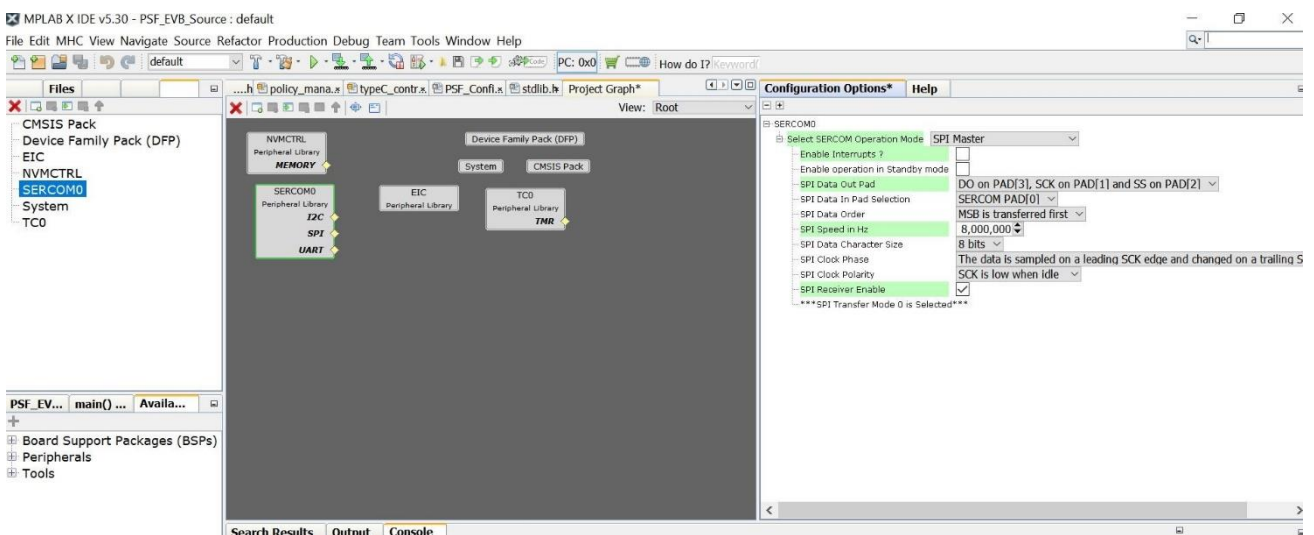 MPLAB X IDE v5.30 - PSF_EVB_Source : default
File Edit MHC View Navigate Source Refactor Production Debug Team Tools Window Help
default
PC: 0x0
How do I?
Files
CMSIS Pack
Device Family Pack (DFP)
EIC
NVMCTRL
SERCOM0
System
TC0
PSF_EV... main() ... Availa...
Board Support Packages (BSPs)
Peripherals
Tools
....h policy_mana. typeC_contr. PSF_Confi. stdlib.h Project Graph*
View: Root
NVMCTRL
Peripheral Library
MEMORY
Device Family Pack (DFP)
System
CMSIS Pack
SERCOM0
Peripheral Library
I2C
SPI
UART
EIC
Peripheral Library
TC0
Peripheral Library
TMR
Search Results Output Console
Configuration Options* Help
SERCOM0
Select SERCOM Operation Mode SPI Master
Enable Interrupts ?
Enable operation in Standby mode
SPI Data Out Pad DO on PAD[3], SCK on PAD[1] and SS on PAD[2]
SPI Data In Pad Selection SERCOM PAD[0]
SPI Data Order MSB is transferred first
SPI Speed in Hz 8,000,000
SPI Data Character Size 8 bits
SPI Clock Phase The data is sampled on a leading SCK edge and changed on a trailing S
SPI Clock Polarity SCK is low when idle
SPI Receiver Enable
***SPI Transfer Mode 0 is Selected***